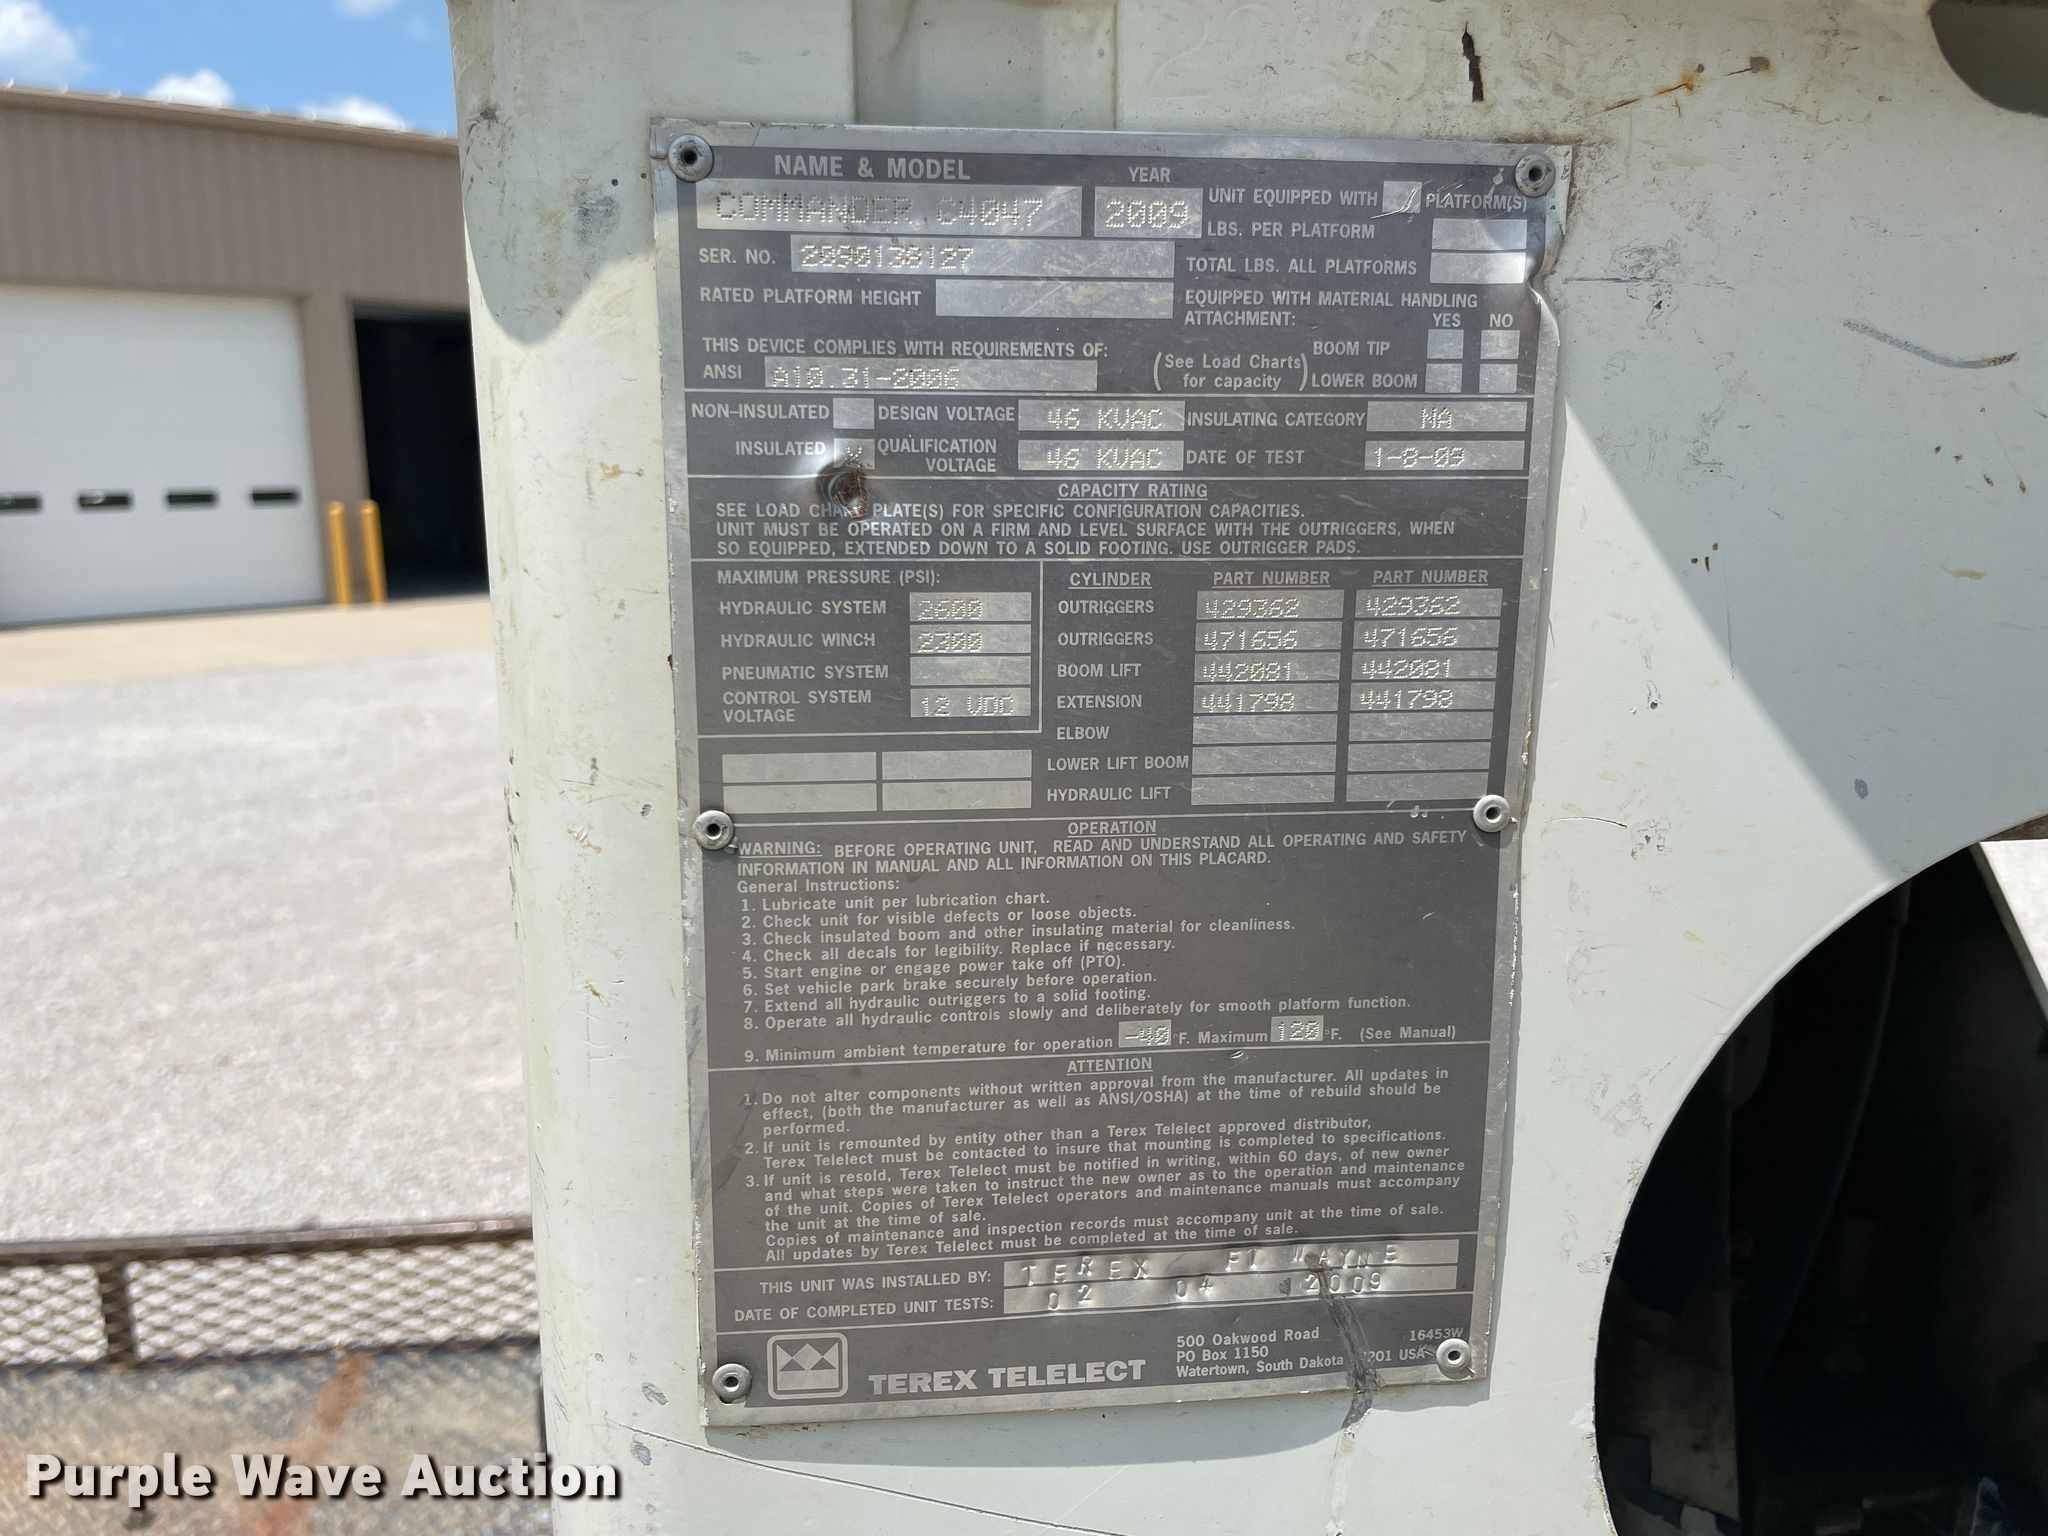 NAME & MODEL
YEAR
COMMANDER C4047
2009
UNIT EQUIPPED WITH PLATFORM(S)
LBS. PER PLATFORM
SER. NO. 2090138127
TOTAL LBS. ALL PLATFORMS
RATED PLATFORM HEIGHT
EQUIPPED WITH MATERIAL HANDLING
ATTACHMENT:
YES NO
THIS DEVICE COMPLIES WITH REQUIREMENTS OF:
ANSI A10.31-2006
(See Load Charts
for capacity)
BOOM TIP
LOWER BOOM
NON-INSULATED
DESIGN VOLTAGE 46 KVAC
INSULATING CATEGORY NA
INSULATED X
QUALIFICATION
VOLTAGE 46 KVAC
DATE OF TEST 1-8-09
CAPACITY RATING
SEE LOAD CHART PLATE(S) FOR SPECIFIC CONFIGURATION CAPACITIES.
UNIT MUST BE OPERATED ON A FIRM AND LEVEL SURFACE WITH THE OUTRIGGERS, WHEN
SO EQUIPPED, EXTENDED DOWN TO A SOLID FOOTING. USE OUTRIGGER PADS.
MAXIMUM PRESSURE (PSI):
HYDRAULIC SYSTEM 2600
HYDRAULIC WINCH 2300
PNEUMATIC SYSTEM
CONTROL SYSTEM
VOLTAGE 12 VDC
CYLINDER PART NUMBER PART NUMBER
OUTRIGGERS 429362 429362
OUTRIGGERS 471656 471656
BOOM LIFT 442081 442081
EXTENSION 441798 441798
ELBOW
LOWER LIFT BOOM
HYDRAULIC LIFT
OPERATION
WARNING: BEFORE OPERATING UNIT, READ AND UNDERSTAND ALL OPERATING AND SAFETY
INFORMATION IN MANUAL AND ALL INFORMATION ON THIS PLACARD.
General Instructions:
1. Lubricate unit per lubrication chart.
2. Check unit for visible defects or loose objects.
3. Check insulated boom and other insulating material for cleanliness.
4. Check all decals for legibility. Replace if necessary.
5. Start engine or engage power take off (PTO).
6. Set vehicle park brake securely before operation.
7. Extend all hydraulic outriggers to a solid footing.
8. Operate all hydraulic controls slowly and deliberately for smooth platform function.
9. Minimum ambient temperature for operation -40 °F. Maximum 120 °F. (See Manual)
ATTENTION
1. Do not alter components without written approval from the manufacturer. All updates in
effect, (both the manufacturer as well as ANSI/OSHA) at the time of rebuild should be
performed.
2. If unit is remounted by entity other than a Terex Telelect approved distributor,
Terex Telelect must be contacted to insure that mounting is completed to specifications.
3. If unit is resold, Terex Telelect must be notified in writing, within 60 days, of new owner
and what steps were taken to instruct the new owner as to the operation and maintenance
of the unit. Copies of Terex Telelect operators and maintenance manuals must accompany
the unit at the time of sale.
Copies of maintenance and inspection records must accompany unit at the time of sale.
All updates by Terex Telelect must be completed at the time of sale.
THIS UNIT WAS INSTALLED BY: TEREX FT WAYNE
DATE OF COMPLETED UNIT TESTS: 02 04 2009
TEREX TELELECT
500 Oakwood Road
PO Box 1150
Watertown, South Dakota 7201 USA
16453W
Purple Wave Auction